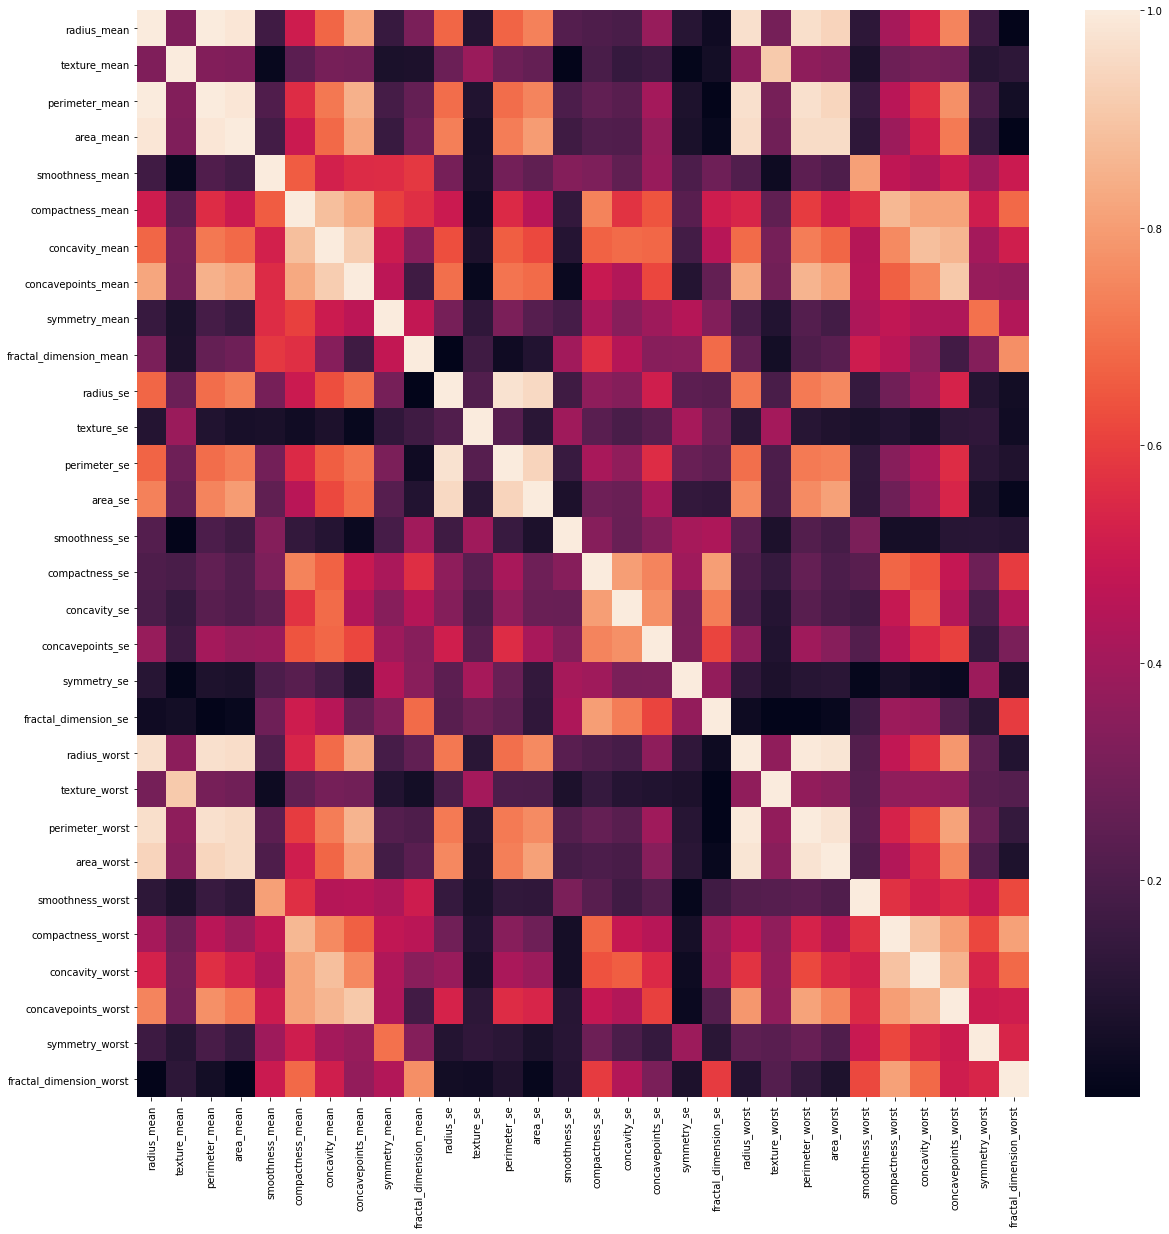 radius_mean
texture_mean
perimeter_mean
area_mean
smoothness_mean
compactness_mean
concavity_mean
concavepoints_mean
symmetry_mean
fractal_dimension_mean
radius_se
texture_se
perimeter_se
area_se
smoothness_se
compactness_se
concavity_se
concavepoints_se
symmetry_se
fractal_dimension_se
radius_worst
texture_worst
perimeter_worst
area_worst
smoothness_worst
compactness_worst
concavity_worst
concavepoints_worst
symmetry_worst
fractal_dimension_worst
radius_mean
texture_mean
perimeter_mean
area_mean
smoothness_mean
compactness_mean
concavity_mean
concavepoints_mean
symmetry_mean
fractal_dimension_mean
radius_se
texture_se
perimeter_se
area_se
smoothness_se
compactness_se
concavity_se
concavepoints_se
symmetry_se
fractal_dimension_se
radius_worst
texture_worst
perimeter_worst
area_worst
smoothness_worst
compactness_worst
concavity_worst
concavepoints_worst
symmetry_worst
fractal_dimension_worst
1.0
0.8
0.6
0.4
0.2